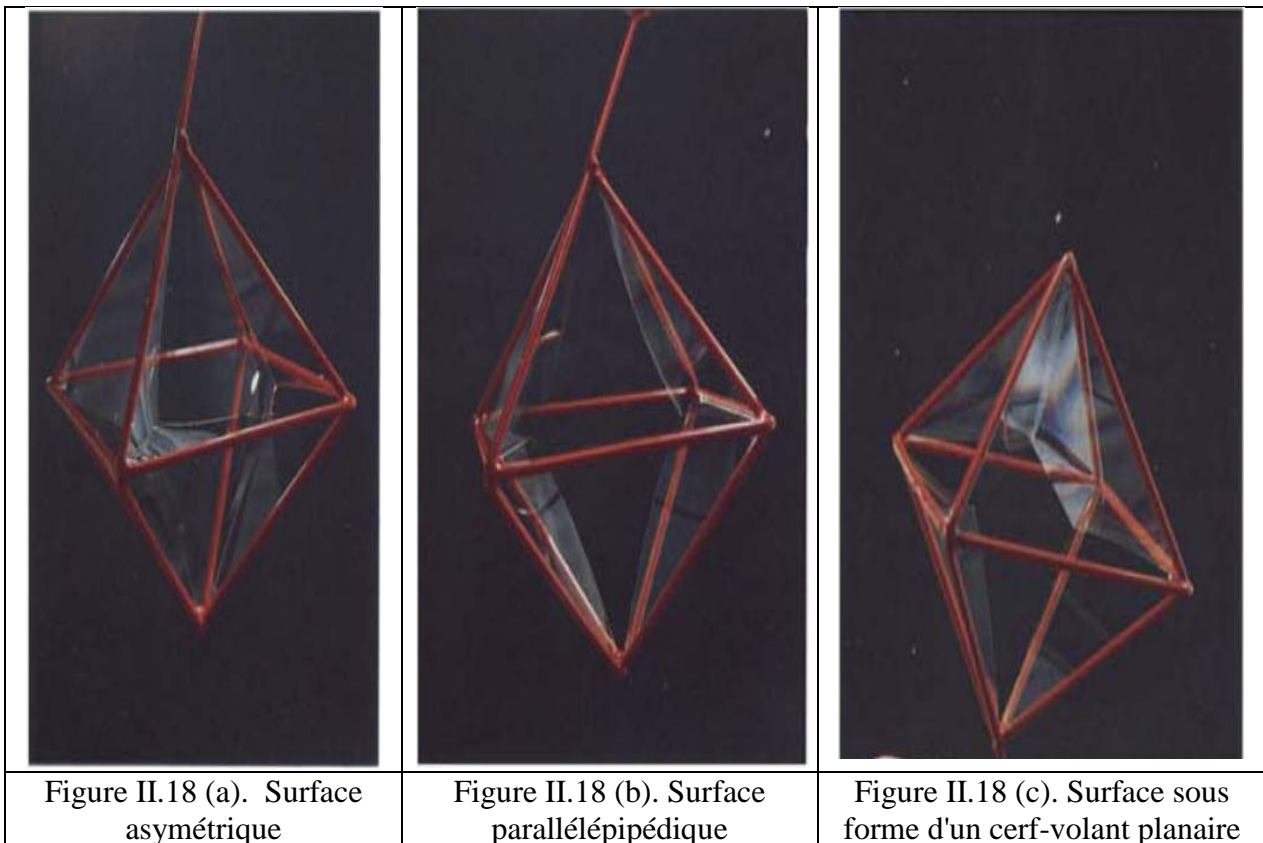 Figure II.18 (a). Surface
asymétrique
Figure II.18 (b). Surface
parallélépipédique
Figure II.18 (c). Surface sous
forme d'un cerf-volant planaire